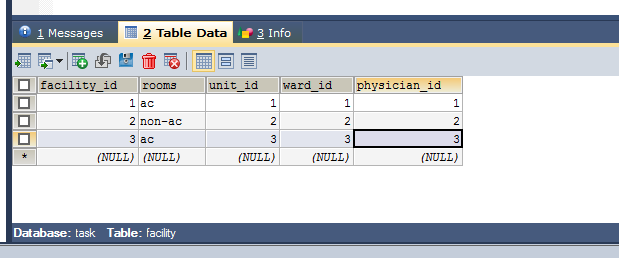 1 Messages 2 Table Data 3 Info
facility_id rooms unit_id ward_id physician_id
1 ac 1 1 1
2 non-ac 2 2 2
3 ac 3 3 3
* (NULL) (NULL) (NULL) (NULL) (NULL)
Database: task Table: facility